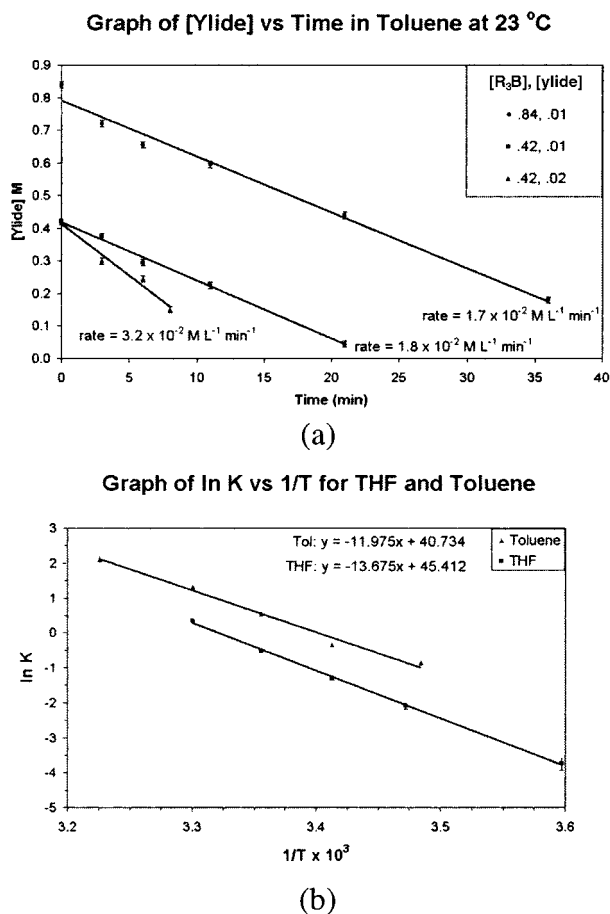 Graph of [Ylide] vs Time in Toluene at 23 °C
[R₃B], [ylide]
.84, .01
.42, .01
.42, .02
[Ylide] M
0.9
0.8
0.7
0.6
0.5
0.4
0.3
0.2
0.1
0.0
rate = 3.2 x 10⁻² M L⁻¹ min⁻¹
rate = 1.8 x 10⁻² M L⁻¹ min⁻¹
rate = 1.7 x 10⁻² M L⁻¹ min⁻¹
0 5 10 15 20 25 30 35 40
Time (min)
(a)
Graph of ln K vs 1/T for THF and Toluene
Tol: y = -11.975x + 40.734
THF: y = -13.675x + 45.412
Toluene
THF
ln K
3
2
1
0
-1
-2
-3
-4
-5
3.2 3.3 3.4 3.5 3.6
1/T x 10³
(b)